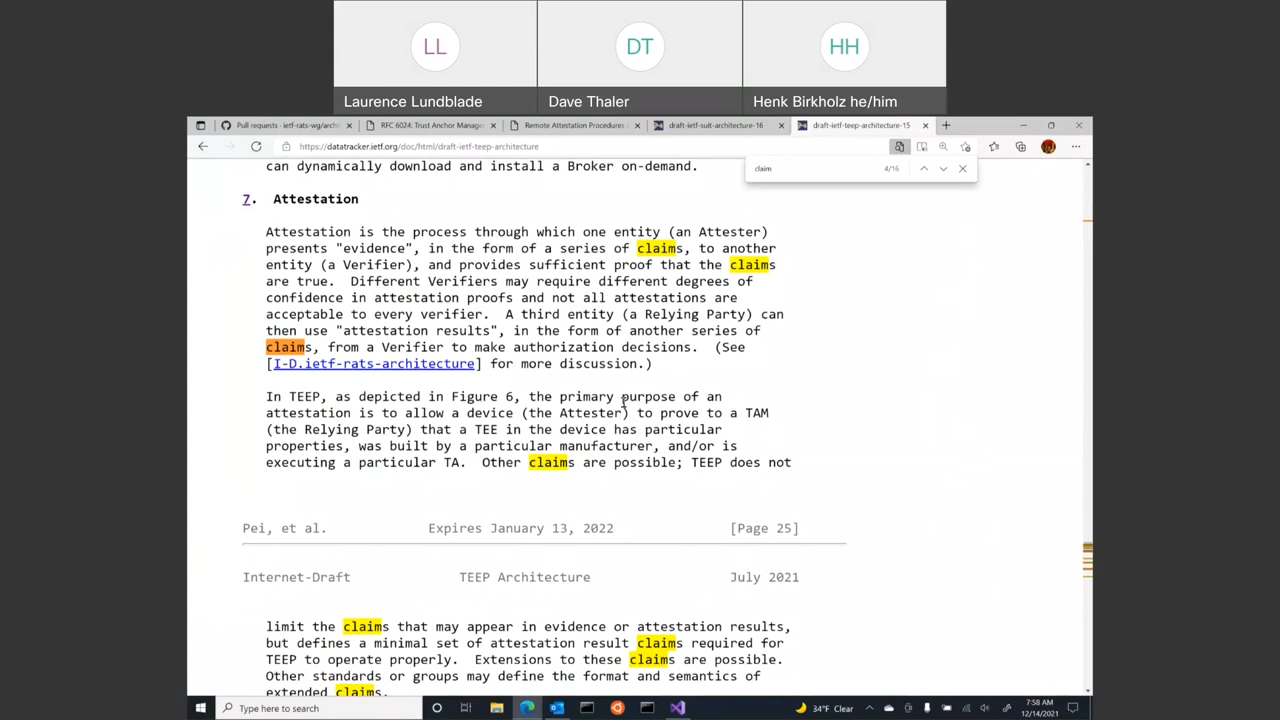 LL
DT
HH
Laurence Lundblade
Dave Thaler
Henk Birkholz he/him
Pull requests · ietf-rats-wg/archi
RFC 6024: Trust Anchor Manage
Remote Attestation Procedures
draft-ietf-suit-architecture-16
draft-ietf-teep-architecture-15
https://datatracker.ietf.org/doc/html/draft-ietf-teep-architecture
claim
4/16
can dynamically download and install a Broker on-demand.
7. Attestation
Attestation is the process through which one entity (an Attester)
presents "evidence", in the form of a series of claims, to another
entity (a Verifier), and provides sufficient proof that the claims
are true. Different Verifiers may require different degrees of
confidence in attestation proofs and not all attestations are
acceptable to every verifier. A third entity (a Relying Party) can
then use "attestation results", in the form of another series of
claims, from a Verifier to make authorization decisions. (See
[I-D.ietf-rats-architecture] for more discussion.)
In TEEP, as depicted in Figure 6, the primary purpose of an
attestation is to allow a device (the Attester) to prove to a TAM
(the Relying Party) that a TEE in the device has particular
properties, was built by a particular manufacturer, and/or is
executing a particular TA. Other claims are possible; TEEP does not
Pei, et al. Expires January 13, 2022 [Page 25]
Internet-Draft TEEP Architecture July 2021
limit the claims that may appear in evidence or attestation results,
but defines a minimal set of attestation result claims required for
TEEP to operate properly. Extensions to these claims are possible.
Other standards or groups may define the format and semantics of
extended claims.
Type here to search
34°F Clear
7:58 AM
12/14/2021